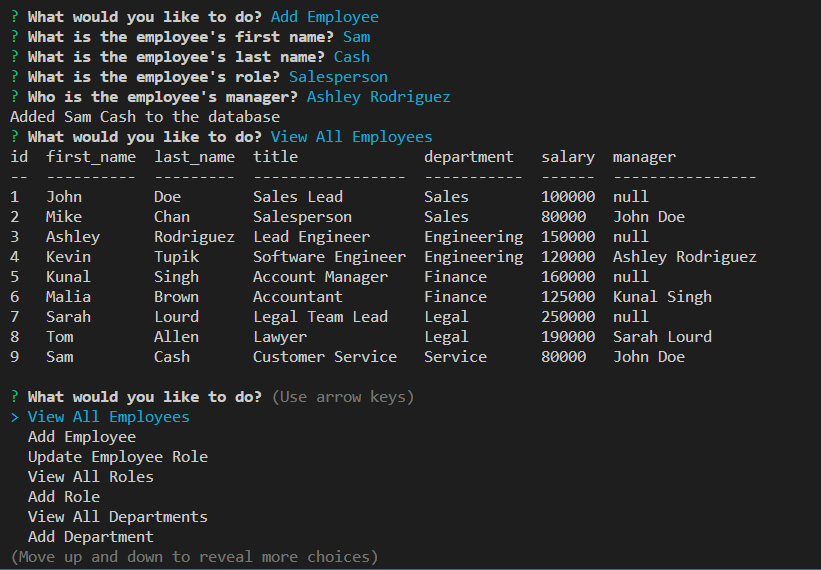 ? What would you like to do? Add Employee
? What is the employee's first name? Sam
? What is the employee's last name? Cash
? What is the employee's role? Salesperson
? Who is the employee's manager? Ashley Rodriguez
Added Sam Cash to the database
? What would you like to do? View All Employees
id  first_name  last_name  title              department   salary  manager
--  ----------  ---------  -----------------  -----------  ------  ----------------
1   John        Doe        Sales Lead         Sales        100000  null
2   Mike        Chan       Salesperson        Sales        80000   John Doe
3   Ashley      Rodriguez  Lead Engineer      Engineering  150000  null
4   Kevin       Tupik      Software Engineer  Engineering  120000  Ashley Rodriguez
5   Kunal       Singh      Account Manager    Finance      160000  null
6   Malia       Brown      Accountant         Finance      125000  Kunal Singh
7   Sarah       Lourd      Legal Team Lead    Legal        250000  null
8   Tom         Allen      Lawyer             Legal        190000  Sarah Lourd
9   Sam         Cash       Customer Service   Service      80000   John Doe
? What would you like to do? (Use arrow keys)
> View All Employees
  Add Employee
  Update Employee Role
  View All Roles
  Add Role
  View All Departments
  Add Department
(Move up and down to reveal more choices)